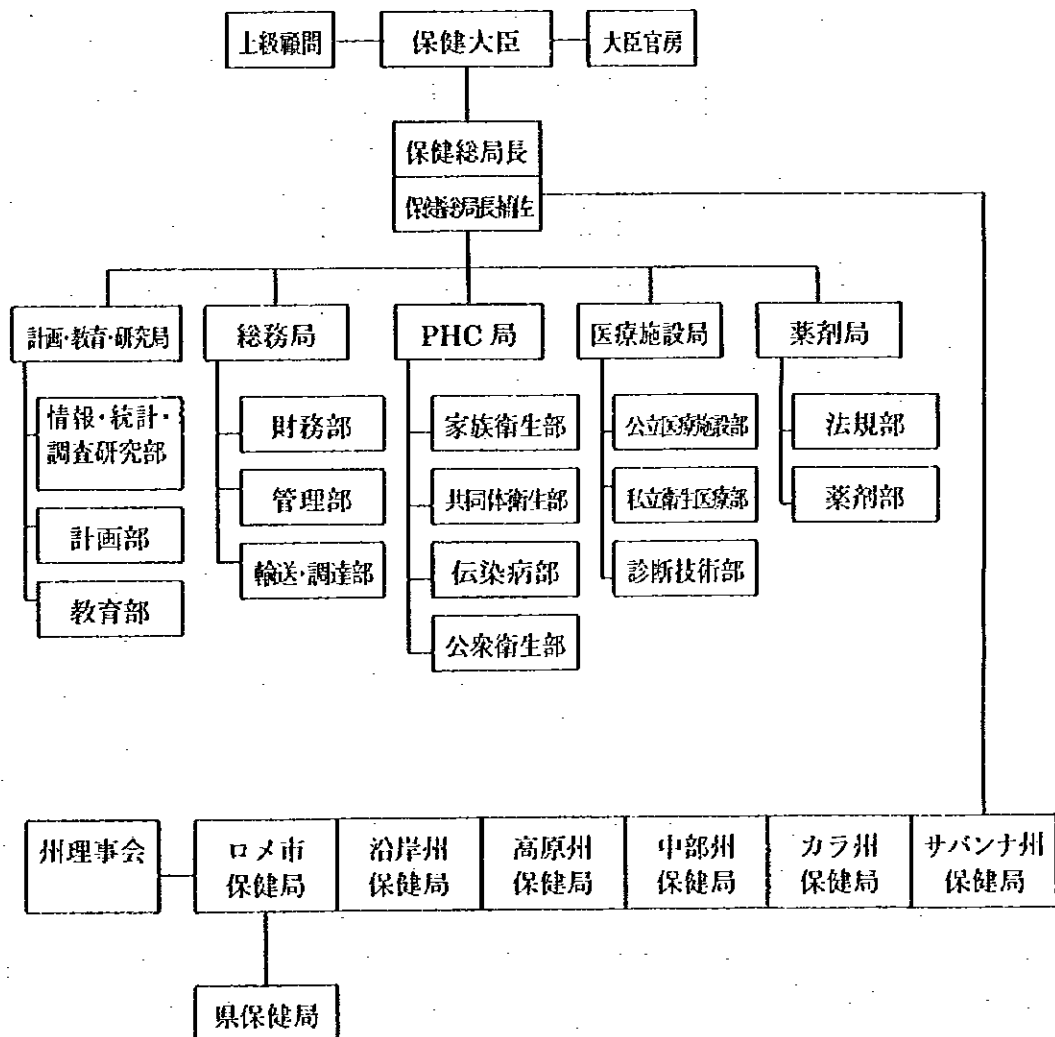 上級顧問
保健大臣
大臣官房
保健総局長
保健総局長補佐
計画・教育・研究局
総務局
PHC 局
医療施設局
薬剤局
情報・統計・
調査研究部
計画部
教育部
財務部
管理部
輸送・調達部
家族衛生部
共同体衛生部
伝染病部
公衆衛生部
公立医療施設部
私立衛生医療部
診断技術部
法規部
薬剤部
州理事会
ロメ市
保健局
沿岸州
保健局
高原州
保健局
中部州
保健局
カラ州
保健局
サバンナ州
保健局
県保健局